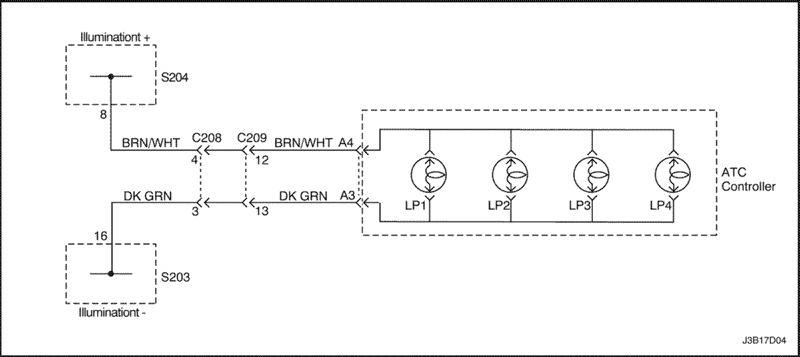 Illuminationt +
S204
8
BRN/WHT C208 C209 BRN/WHT A4
4 12
DK GRN DK GRN A3
3 13
LP1 LP2 LP3 LP4
ATC
Controller
16
S203
Illuminationt -
J3B17D04